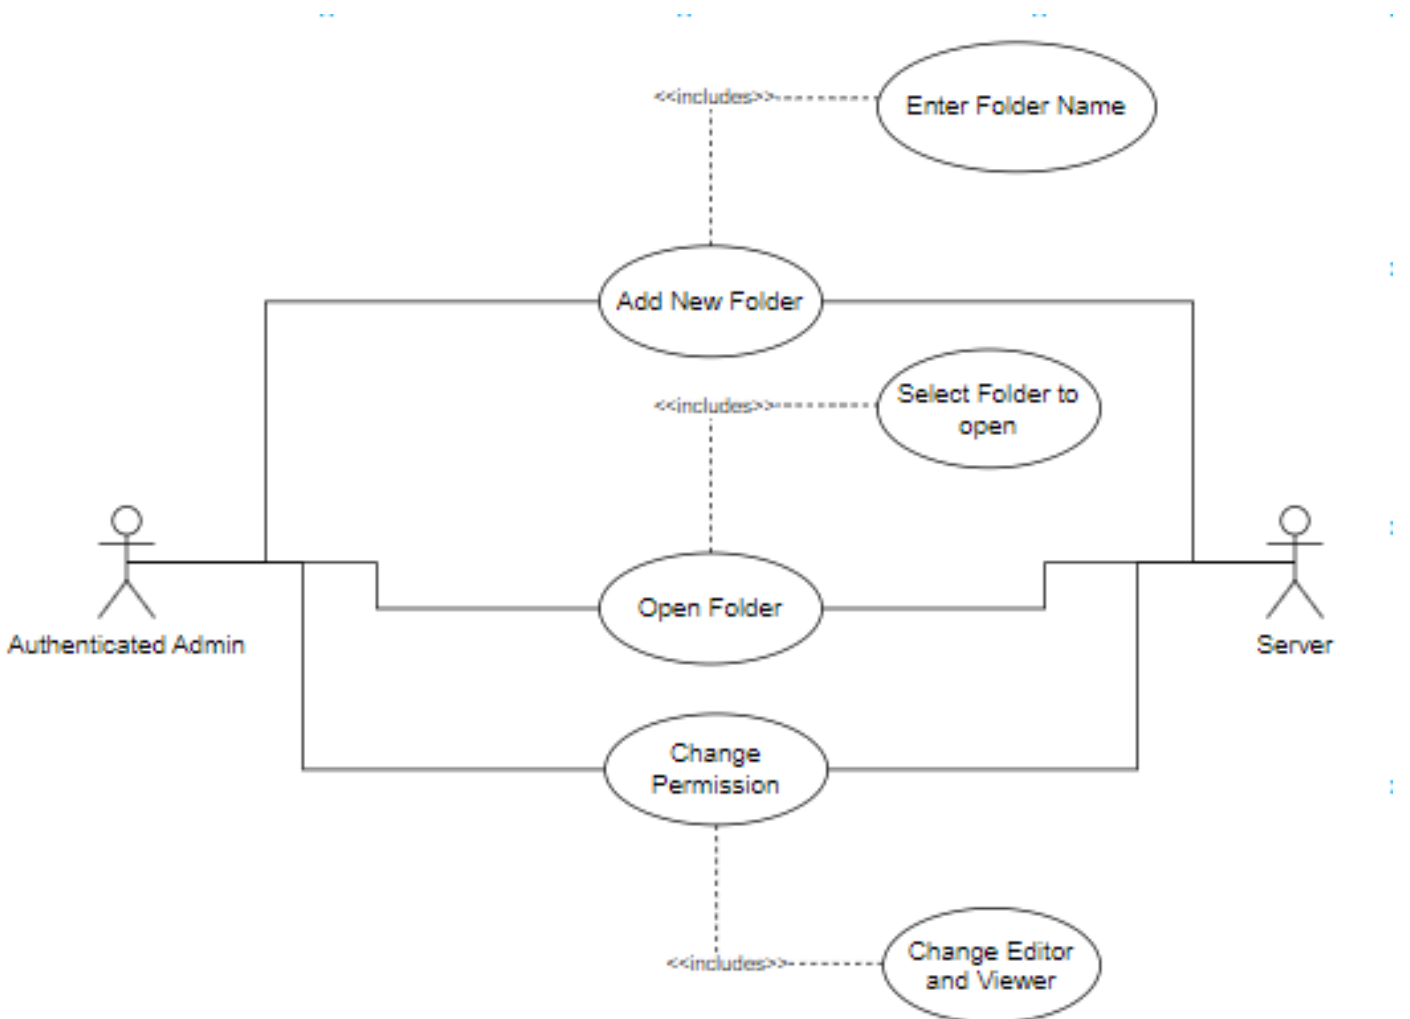 <<includes>>
Enter Folder Name
Add New Folder
<<includes>>
Select Folder to
open
Open Folder
Authenticated Admin
Server
Change
Permission
<<includes>>
Change Editor
and Viewer